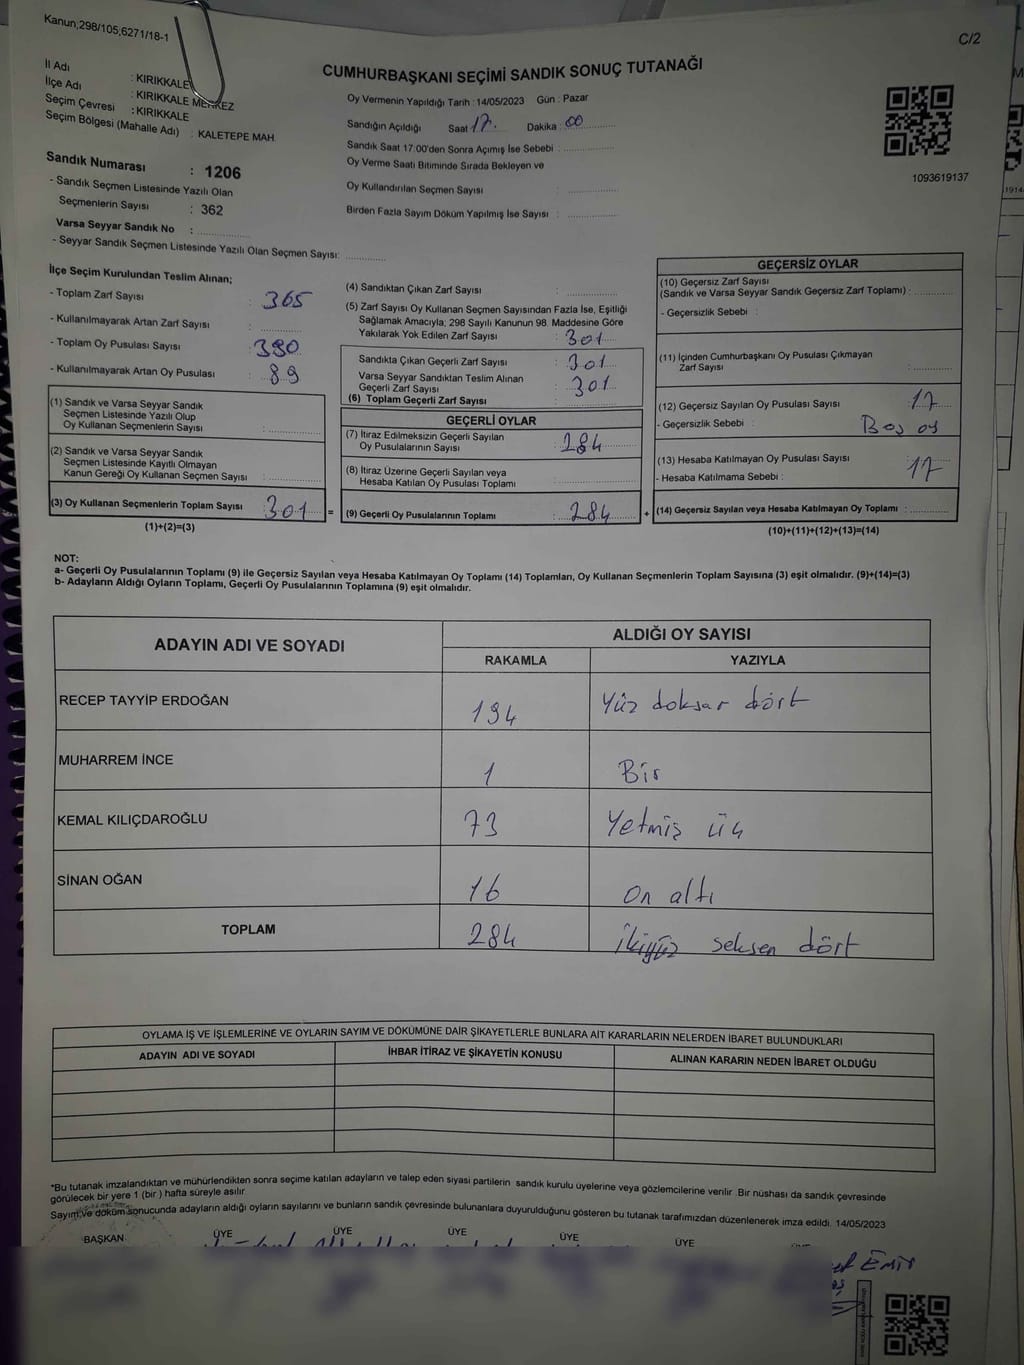 Kanun;298/105,6271/18-1
C/2
CUMHURBAŞKANI SEÇİMİ SANDIK SONUÇ TUTANAĞI
İl Adı : KIRIKKALE
İlçe Adı : KIRIKKALE MERKEZ
Seçim Çevresi : KIRIKKALE
Seçim Bölgesi (Mahalle Adı) : KALETEPE MAH.
Sandık Numarası : 1206
- Sandık Seçmen Listesinde Yazılı Olan
Seçmenlerin Sayısı : 362
Varsa Seyyar Sandık No :
- Seyyar Sandık Seçmen Listesinde Yazılı Olan Seçmen Sayısı:
Oy Vermenin Yapıldığı Tarih : 14/05/2023 Gün : Pazar
Sandığın Açıldığı Saat 17. Dakika 00
Sandık Saat 17:00'den Sonra Açılmış İse Sebebi :
Oy Verme Saati Bitiminde Sırada Bekleyen ve
Oy Kullandırılan Seçmen Sayısı :
Birden Fazla Sayım Döküm Yapılmış İse Sayısı :
1093619137
İlçe Seçim Kurulundan Teslim Alınan;
- Toplam Zarf Sayısı : 365
- Kullanılmayarak Artan Zarf Sayısı :
- Toplam Oy Pusulası Sayısı : 390
- Kullanılmayarak Artan Oy Pusulası : 89
(1) Sandık ve Varsa Seyyar Sandık
Seçmen Listesinde Yazılı Olup
Oy Kullanan Seçmenlerin Sayısı :
(2) Sandık ve Varsa Seyyar Sandık
Seçmen Listesinde Kayıtlı Olmayan
Kanun Gereği Oy Kullanan Seçmen Sayısı :
(3) Oy Kullanan Seçmenlerin Toplam Sayısı : 301 =
(1)+(2)=(3)
(4) Sandıktan Çıkan Zarf Sayısı :
(5) Zarf Sayısı Oy Kullanan Seçmen Sayısından Fazla İse, Eşitliği
Sağlamak Amacıyla; 298 Sayılı Kanunun 98. Maddesine Göre
Yakılarak Yok Edilen Zarf Sayısı : 301
Sandıkta Çıkan Geçerli Zarf Sayısı : 301
Varsa Seyyar Sandıktan Teslim Alınan
Geçerli Zarf Sayısı : 301
(6) Toplam Geçerli Zarf Sayısı :
GEÇERLİ OYLAR
(7) İtiraz Edilmeksizin Geçerli Sayılan
Oy Pusulalarının Sayısı : 284
(8) İtiraz Üzerine Geçerli Sayılan veya
Hesaba Katılan Oy Pusulası Toplamı :
(9) Geçerli Oy Pusulalarının Toplamı : 284 +
GEÇERSİZ OYLAR
(10) Geçersiz Zarf Sayısı
(Sandık ve Varsa Seyyar Sandık Geçersiz Zarf Toplamı) :
- Geçersizlik Sebebi :
(11) İçinden Cumhurbaşkanı Oy Pusulası Çıkmayan
Zarf Sayısı :
(12) Geçersiz Sayılan Oy Pusulası Sayısı : 17
- Geçersizlik Sebebi : Boş oy
(13) Hesaba Katılmayan Oy Pusulası Sayısı : 17
- Hesaba Katılmama Sebebi :
(14) Geçersiz Sayılan veya Hesaba Katılmayan Oy Toplamı :
(10)+(11)+(12)+(13)=(14)
NOT:
a- Geçerli Oy Pusulalarının Toplamı (9) ile Geçersiz Sayılan veya Hesaba Katılmayan Oy Toplamı (14) Toplamları, Oy Kullanan Seçmenlerin Toplam Sayısına (3) eşit olmalıdır. (9)+(14)=(3)
b- Adayların Aldığı Oyların Toplamı, Geçerli Oy Pusulalarının Toplamına (9) eşit olmalıdır.
ADAYIN ADI VE SOYADI ALDIĞI OY SAYISI
RAKAMLA YAZIYLA
RECEP TAYYİP ERDOĞAN 194 Yüz doksan dört
MUHARREM İNCE 1 Bir
KEMAL KILIÇDAROĞLU 73 Yetmiş üç
SİNAN OĞAN 16 On altı
TOPLAM 284 İkiyüz seksen dört
OYLAMA İŞ VE İŞLEMLERİNE VE OYLARIN SAYIM VE DÖKÜMÜNE DAİR ŞİKAYETLERLE BUNLARA AİT KARARLARIN NELERDEN İBARET BULUNDUKLARI
ADAYIN ADI VE SOYADI İHBAR İTİRAZ VE ŞİKAYETİN KONUSU ALINAN KARARIN NEDEN İBARET OLDUĞU
*Bu tutanak imzalandıktan ve mühürlendikten sonra seçime katılan adayların ve talep eden siyasi partilerin sandık kurulu üyelerine veya gözlemcilerine verilir .Bir nüshası da sandık çevresinde
görülecek bir yere 1 (bir ) hafta süreyle asılır
Sayım ve döküm sonucunda adayların aldığı oyların sayılarını ve bunların sandık çevresinde bulunanlara duyurulduğunu gösteren bu tutanak tarafımızdan düzenlenerek imza edildi. 14/05/2023
BAŞKAN ÜYE ÜYE ÜYE ÜYE ÜYE
EMİR